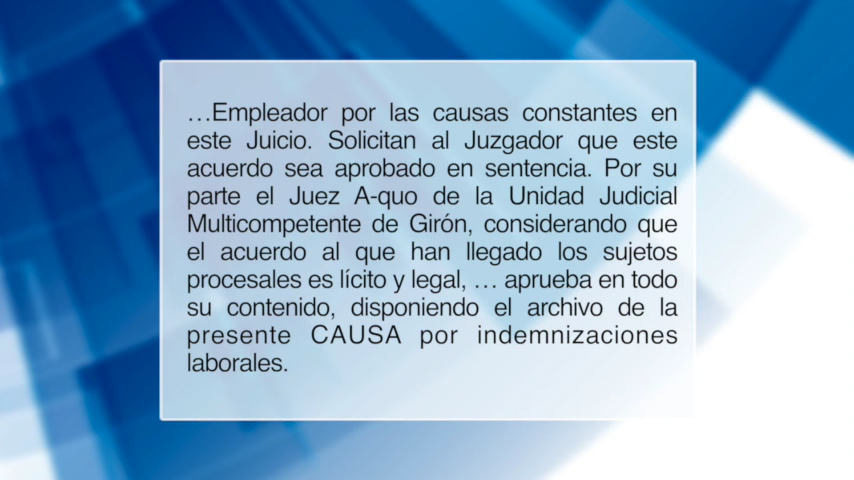 …Empleador por las causas constantes en
este Juicio. Solicitan al Juzgador que este
acuerdo sea aprobado en sentencia. Por su
parte el Juez A-quo de la Unidad Judicial
Multicompetente de Girón, considerando que
el acuerdo al que han llegado los sujetos
procesales es lícito y legal, … aprueba en todo
su contenido, disponiendo el archivo de la
presente CAUSA por indemnizaciones
laborales.